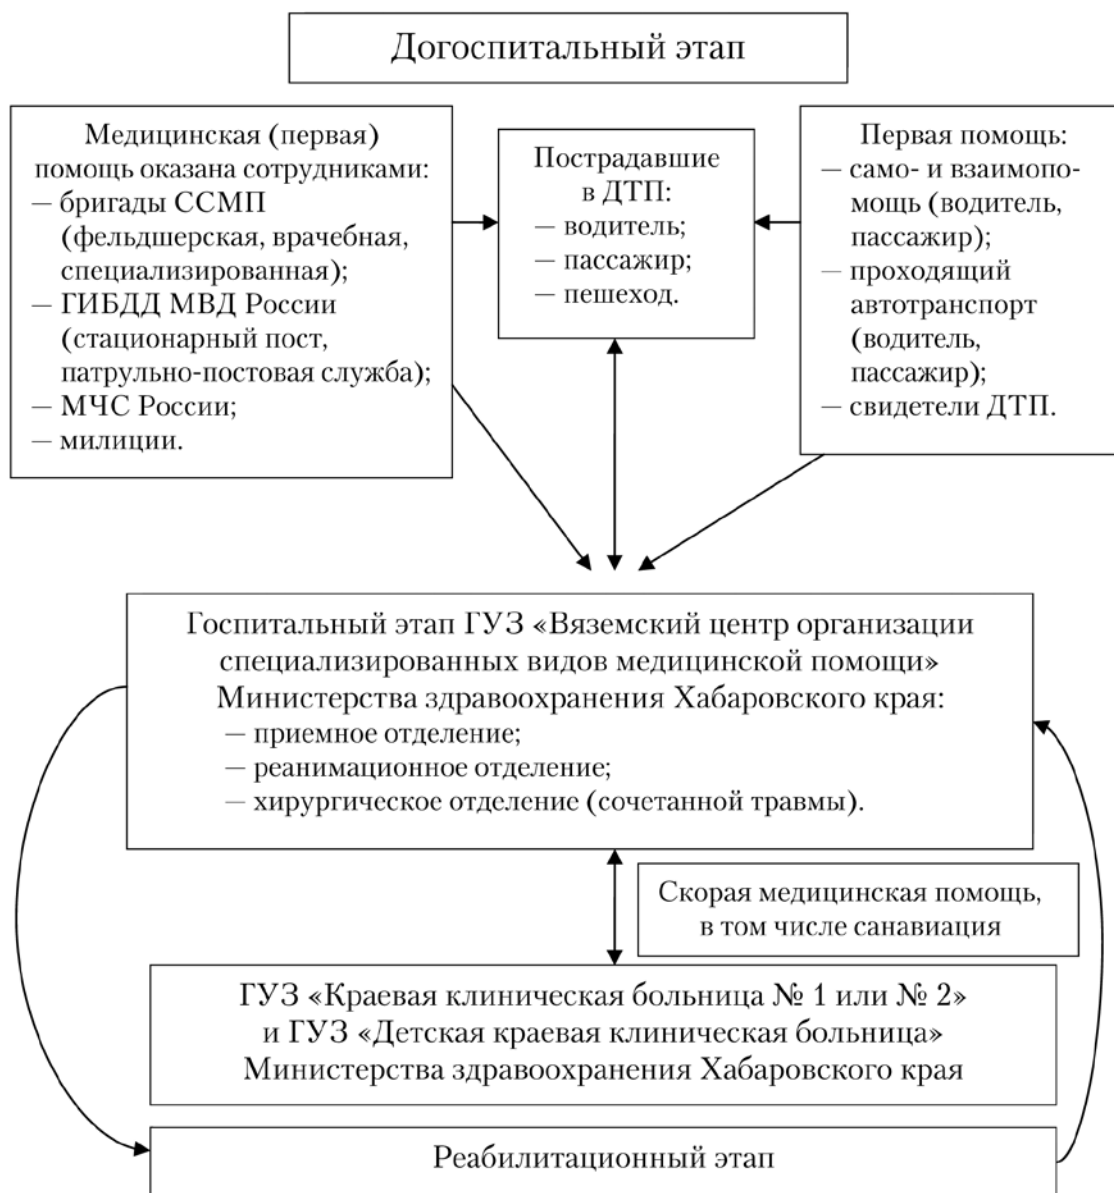 Догоспитальный этап
Медицинская (первая)
помощь оказана сотрудниками:
— бригады ССМП
(фельдшерская, врачебная,
специализированная);
— ГИБДД МВД России
(стационарный пост,
патрульно-постовая служба);
— МЧС России;
— милиции.
Пострадавшие
в ДТП:
— водитель;
— пассажир;
— пешеход.
Первая помощь:
— само- и взаимопо-
мощь (водитель,
пассажир);
— проходящий
автотранспорт
(водитель,
пассажир);
— свидетели ДТП.
Госпитальный этап ГУЗ «Вяземский центр организации
специализированных видов медицинской помощи»
Министерства здравоохранения Хабаровского края:
— приемное отделение;
— реанимационное отделение;
— хирургическое отделение (сочетанной травмы).
Скорая медицинская помощь,
в том числе санавиация
ГУЗ «Краевая клиническая больница № 1 или № 2»
и ГУЗ «Детская краевая клиническая больница»
Министерства здравоохранения Хабаровского края
Реабилитационный этап